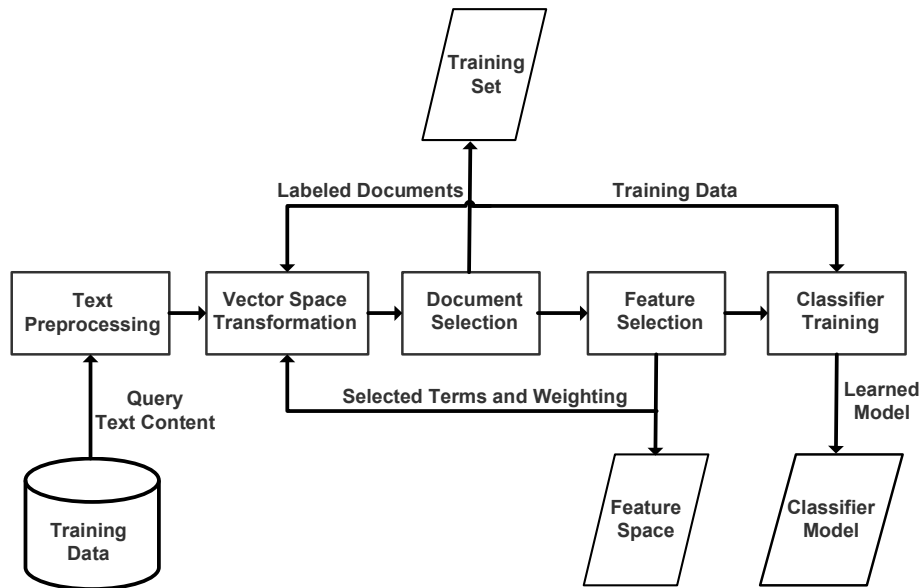 Training
Set
Labeled Documents
Training Data
Text
Preprocessing
Vector Space
Transformation
Document
Selection
Feature
Selection
Classifier
Training
Query
Text Content
Selected Terms and Weighting
Learned
Model
Training
Data
Feature
Space
Classifier
Model